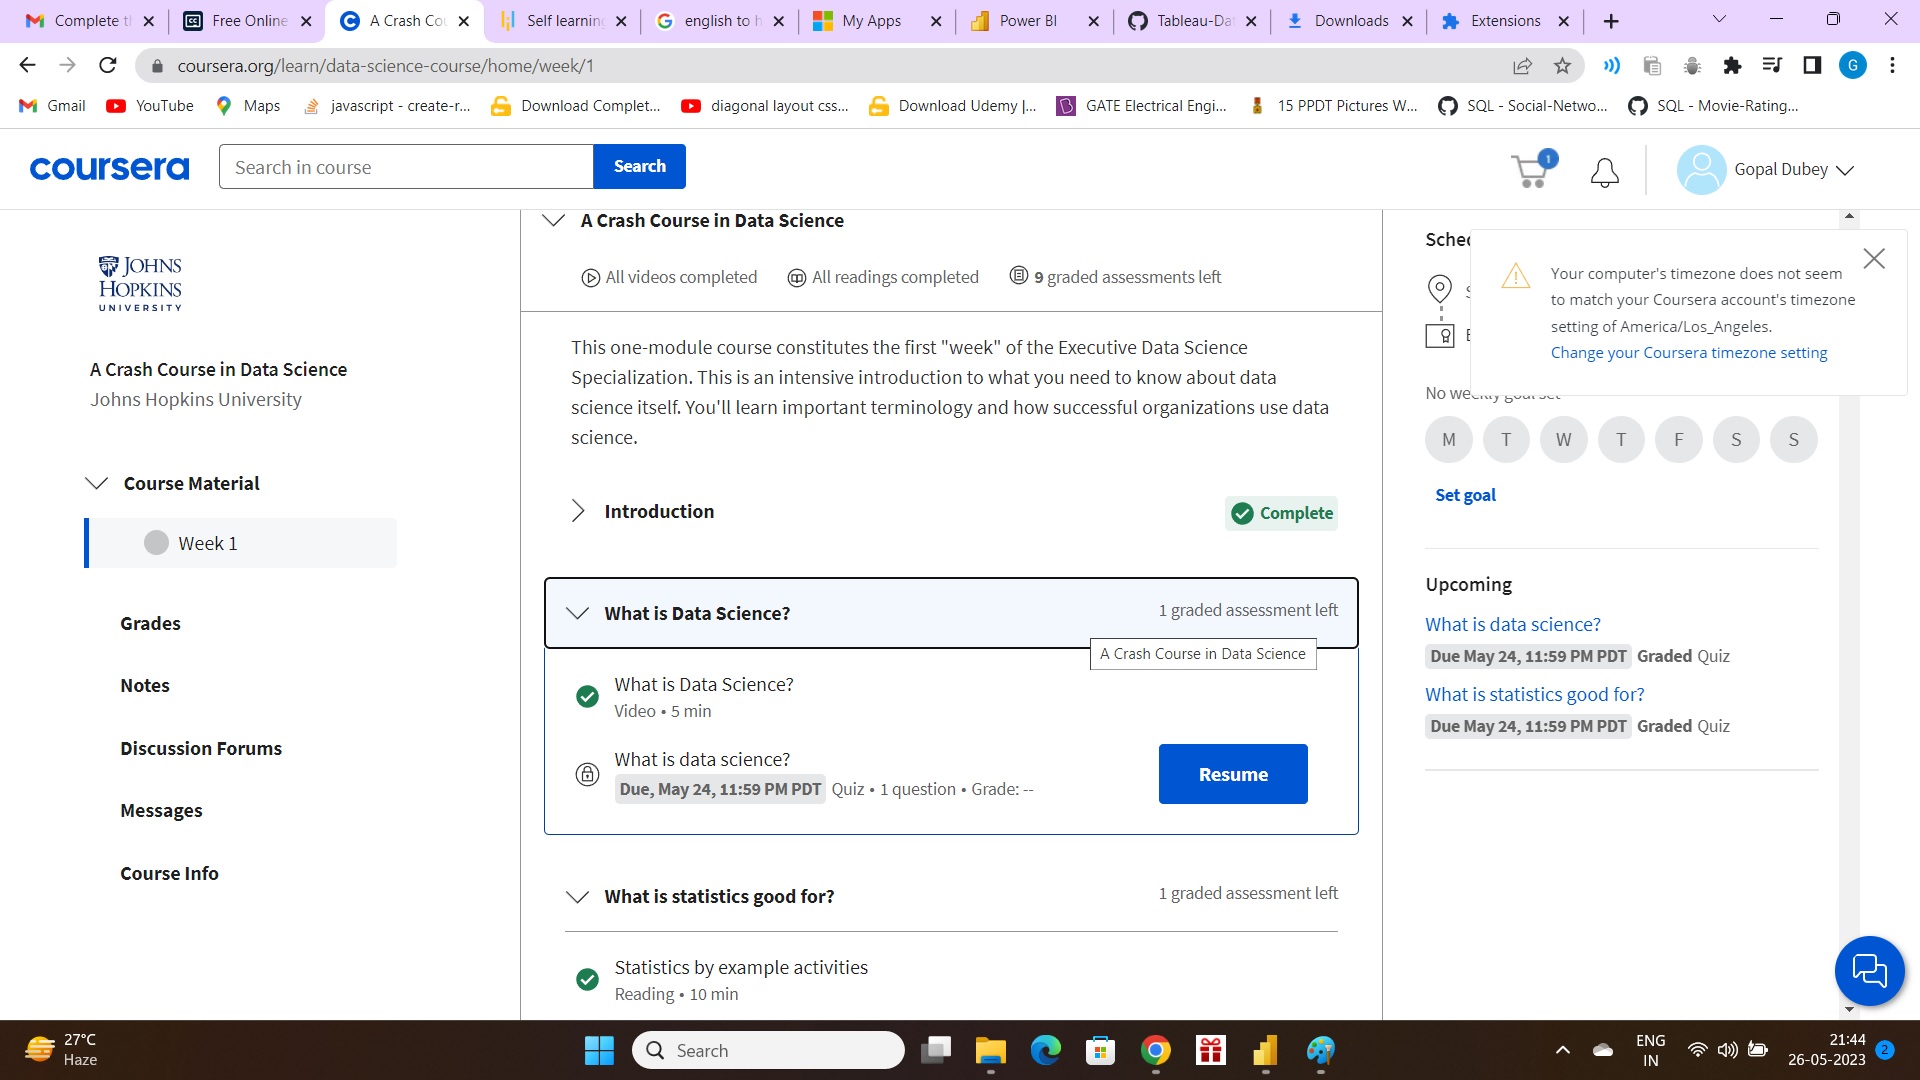 Complete t
Free Online
A Crash Cou
Self learning
english to h
My Apps
Power BI
Tableau-Dat
Downloads
Extensions
coursera.org/learn/data-science-course/home/week/1
G
Gmail
YouTube
Maps
javascript - create-r...
Download Complet...
diagonal layout css...
Download Udemy |...
GATE Electrical Engi...
15 PPDT Pictures W...
SQL - Social-Netwo...
SQL - Movie-Rating...
coursera
Search in course
Search
1
Gopal Dubey
JOHNS
HOPKINS
UNIVERSITY
A Crash Course in Data Science
Johns Hopkins University
Course Material
Week 1
Grades
Notes
Discussion Forums
Messages
Course Info
A Crash Course in Data Science
All videos completed
All readings completed
9 graded assessments left
This one-module course constitutes the first "week" of the Executive Data Science
Specialization. This is an intensive introduction to what you need to know about data
science itself. You'll learn important terminology and how successful organizations use data
science.
Introduction
Complete
What is Data Science?
1 graded assessment left
A Crash Course in Data Science
What is Data Science?
Video • 5 min
What is data science?
Due, May 24, 11:59 PM PDT Quiz • 1 question • Grade: --
Resume
What is statistics good for?
1 graded assessment left
Statistics by example activities
Reading • 10 min
Sched
Your computer's timezone does not seem
to match your Coursera account's timezone
setting of America/Los_Angeles.
Change your Coursera timezone setting
No weekly goal set
M T W T F S S
Set goal
Upcoming
What is data science?
Due May 24, 11:59 PM PDT Graded Quiz
What is statistics good for?
Due May 24, 11:59 PM PDT Graded Quiz
27°C
Haze
Search
ENG
IN
21:44
26-05-2023
2